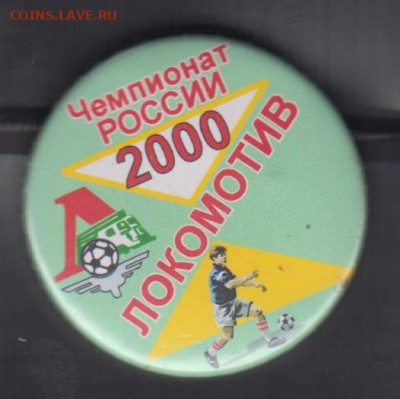 COINS.LAVE.RU
Чемпионат
РОССИИ
2000
ЛОКОМОТИВ
Л